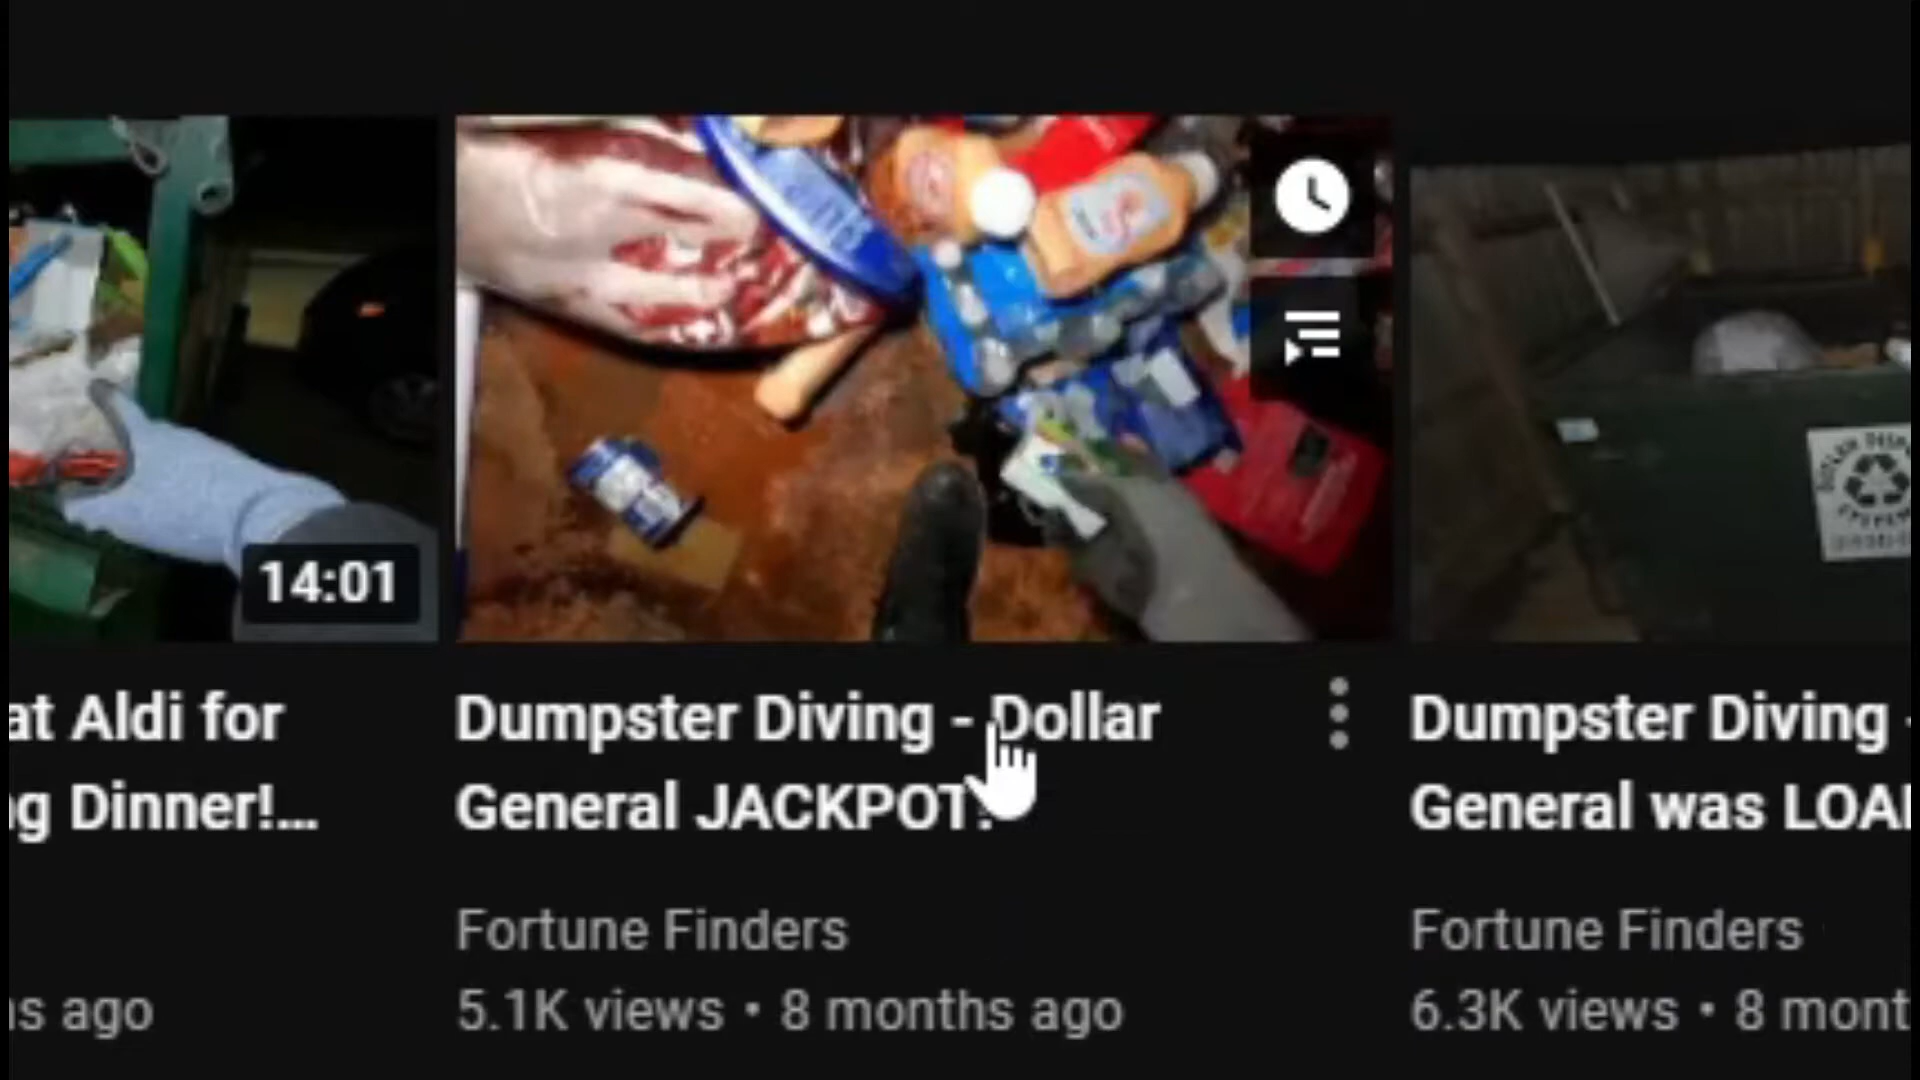 14:01
at Aldi for
g Dinner!...
ns ago
Dumpster Diving - Dollar
General JACKPOT!
Fortune Finders
5.1K views • 8 months ago
Dumpster Diving -
General was LOA
Fortune Finders
6.3K views • 8 mont